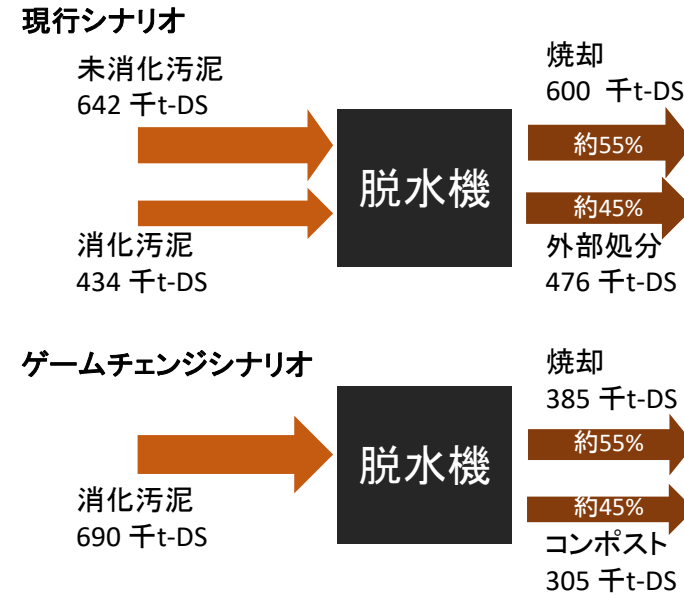 現行シナリオ
未消化汚泥
642 千t-DS
消化汚泥
434 千t-DS
脱水機
焼却
600 千t-DS
約55%
約45%
外部処分
476 千t-DS
ゲームチェンジシナリオ
消化汚泥
690 千t-DS
脱水機
焼却
385 千t-DS
約55%
約45%
コンポスト
305 千t-DS